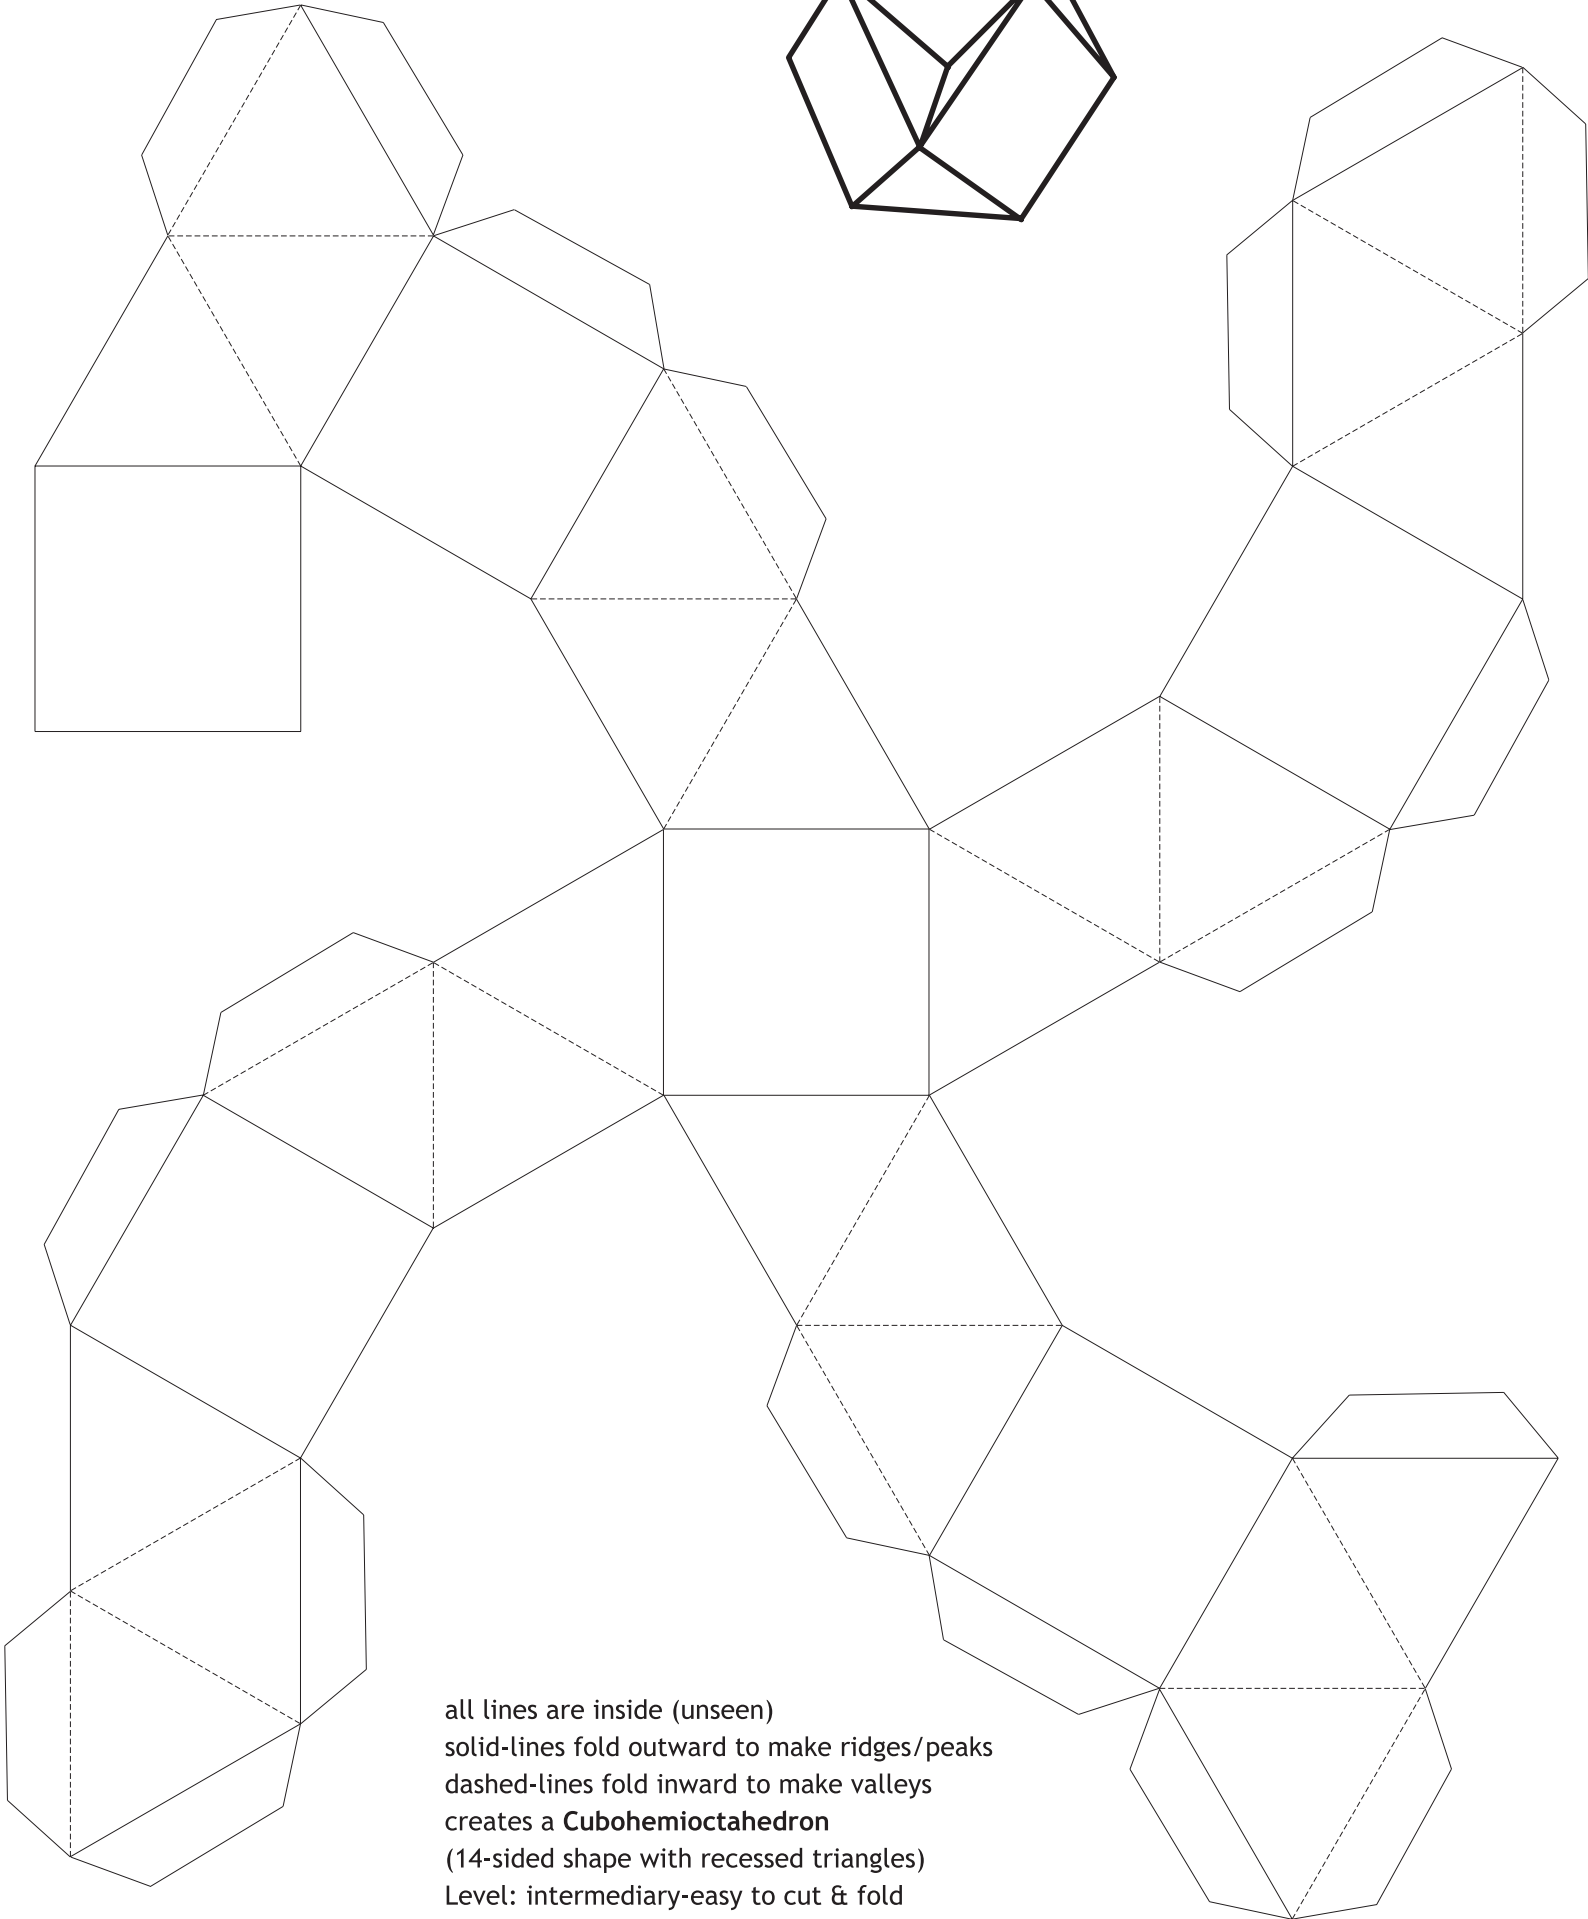 all lines are inside (unseen)
solid-lines fold outward to make ridges/peaks
dashed-lines fold inward to make valleys
creates a Cubohemioctahedron
(14-sided shape with recessed triangles)
Level: intermediary-easy to cut & fold